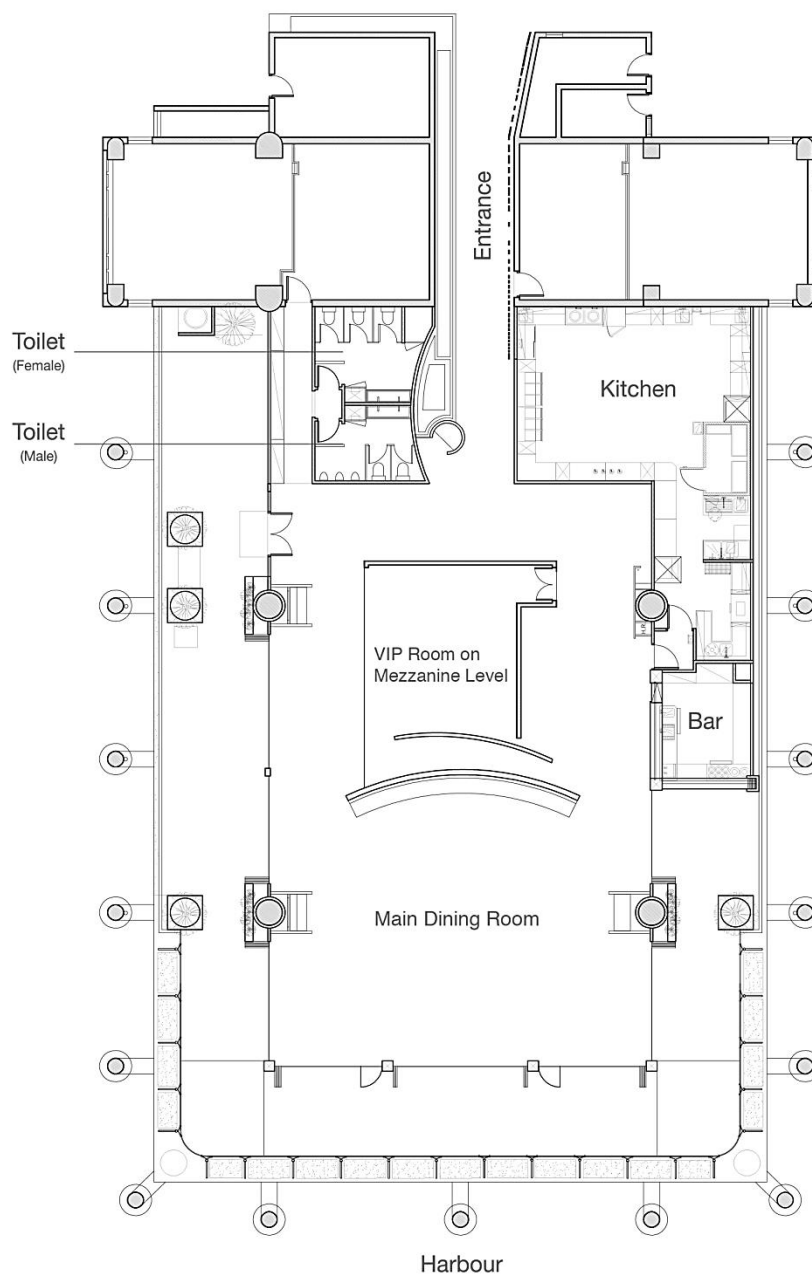 Entrance
Toilet
(Female)
Kitchen
Toilet
(Male)
VIP Room on
Mezzanine Level
Bar
Main Dining Room
Harbour